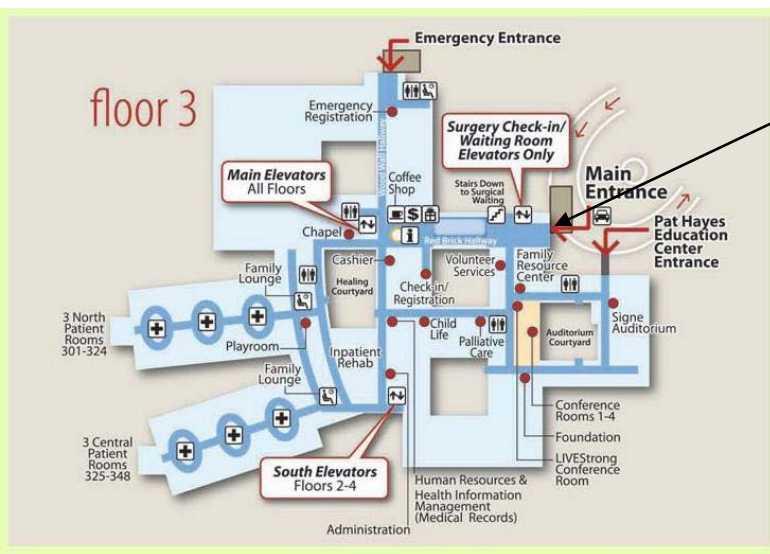 floor 3
Emergency Entrance
Emergency
Registration
Wood Wall Hallway
Surgery Check-in/
Waiting Room
Elevators Only
Main Elevators
All Floors
Coffee
Shop
Stairs Down
to Surgical
Waiting
Main
Entrance
Pat Hayes
Education
Center
Entrance
Chapel
Red Brick Hallway
Cashier
Volunteer
Services
Family
Resource
Center
Family
Lounge
Healing
Courtyard
Check-in/
Registration
3 North
Patient
Rooms
301-324
Playroom
Inpatient
Rehab
Child
Life
Palliative
Care
Auditorium
Courtyard
Signe
Auditorium
Family
Lounge
3 Central
Patient
Rooms
325-348
South Elevators
Floors 2-4
Conference
Rooms 1-4
Foundation
LIVEStrong
Conference
Room
Human Resources &
Health Information
Management
(Medical Records)
Administration